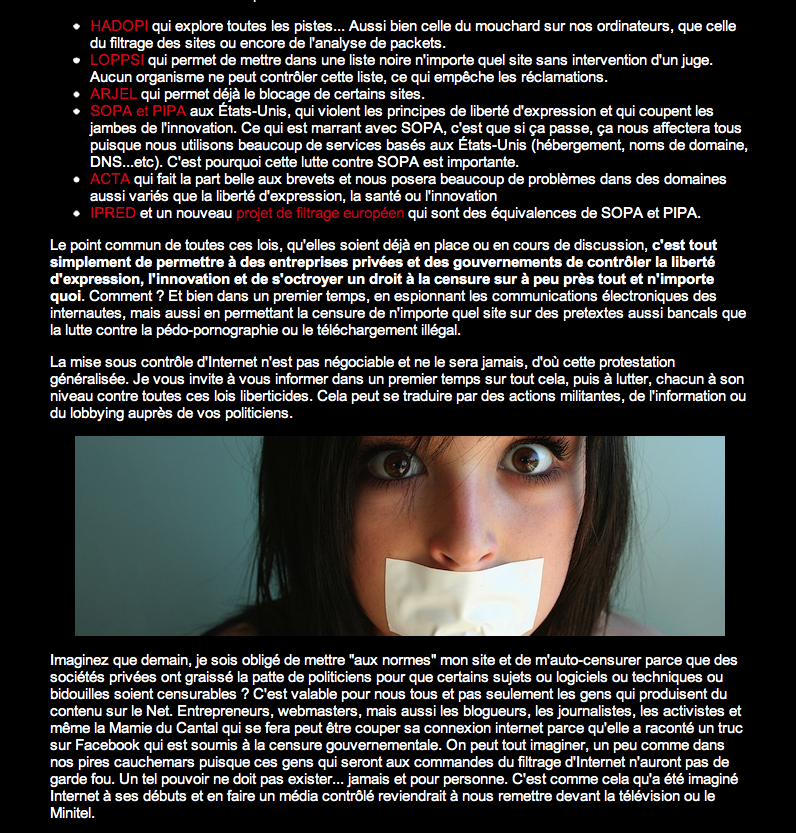 HADOPI qui explore toutes les pistes... Aussi bien celle du mouchard sur nos ordinateurs, que celle
du filtrage des sites ou encore de l'analyse de packets.
LOPPSI qui permet de mettre dans une liste noire n'importe quel site sans intervention d'un juge.
Aucun organisme ne peut contrôler cette liste, ce qui empêche les réclamations.
ARJEL qui permet déjà le blocage de certains sites.
SOPA et PIPA aux États-Unis, qui violent les principes de liberté d'expression et qui coupent les
jambes de l'innovation. Ce qui est marrant avec SOPA, c'est que si ça passe, ça nous affectera tous
puisque nous utilisons beaucoup de services basés aux États-Unis (hébergement, noms de domaine,
DNS...etc). C'est pourquoi cette lutte contre SOPA est importante.
ACTA qui fait la part belle aux brevets et nous posera beaucoup de problèmes dans des domaines
aussi variés que la liberté d'expression, la santé ou l'innovation
IPRED et un nouveau projet de filtrage européen qui sont des équivalences de SOPA et PIPA.
Le point commun de toutes ces lois, qu'elles soient déjà en place ou en cours de discussion, c'est tout
simplement de permettre à des entreprises privées et des gouvernements de contrôler la liberté
d'expression, l'innovation et de s'octroyer un droit à la censure sur à peu près tout et n'importe
quoi. Comment ? Et bien dans un premier temps, en espionnant les communications électroniques des
internautes, mais aussi en permettant la censure de n'importe quel site sur des pretextes aussi bancals que
la lutte contre la pédo-pornographie ou le téléchargement illégal.
La mise sous contrôle d'Internet n'est pas négociable et ne le sera jamais, d'où cette protestation
généralisée. Je vous invite à vous informer dans un premier temps sur tout cela, puis à lutter, chacun à son
niveau contre toutes ces lois liberticides. Cela peut se traduire par des actions militantes, de l'information ou
du lobbying auprès de vos politiciens.
Imaginez que demain, je sois obligé de mettre "aux normes" mon site et de m'auto-censurer parce que des
sociétés privées ont graissé la patte de politiciens pour que certains sujets ou logiciels ou techniques ou
bidouilles soient censurables ? C'est valable pour nous tous et pas seulement les gens qui produisent du
contenu sur le Net. Entrepreneurs, webmasters, mais aussi les blogueurs, les journalistes, les activistes et
même la Mamie du Cantal qui se fera peut être couper sa connexion internet parce qu'elle a raconté un truc
sur Facebook qui est soumis à la censure gouvernementale. On peut tout imaginer, un peu comme dans
nos pires cauchemars puisque ces gens qui seront aux commandes du filtrage d'Internet n'auront pas de
garde fou. Un tel pouvoir ne doit pas exister... jamais et pour personne. C'est comme cela qu'a été imaginé
Internet à ses débuts et en faire un média contrôlé reviendrait à nous remettre devant la télévision ou le
Minitel.